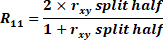 R₁₁ = (2 × r_xy split half) / (1 + r_xy split half)